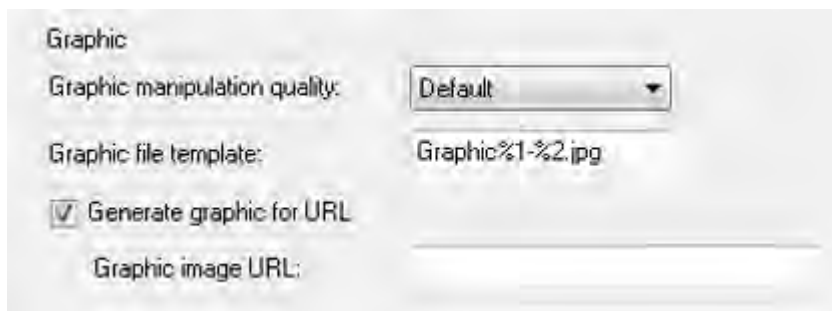 Graphic
Graphic manipulation quality: Default
Graphic file template: Graphic%1-%2.jpg
Generate graphic for URL
Graphic image URL: